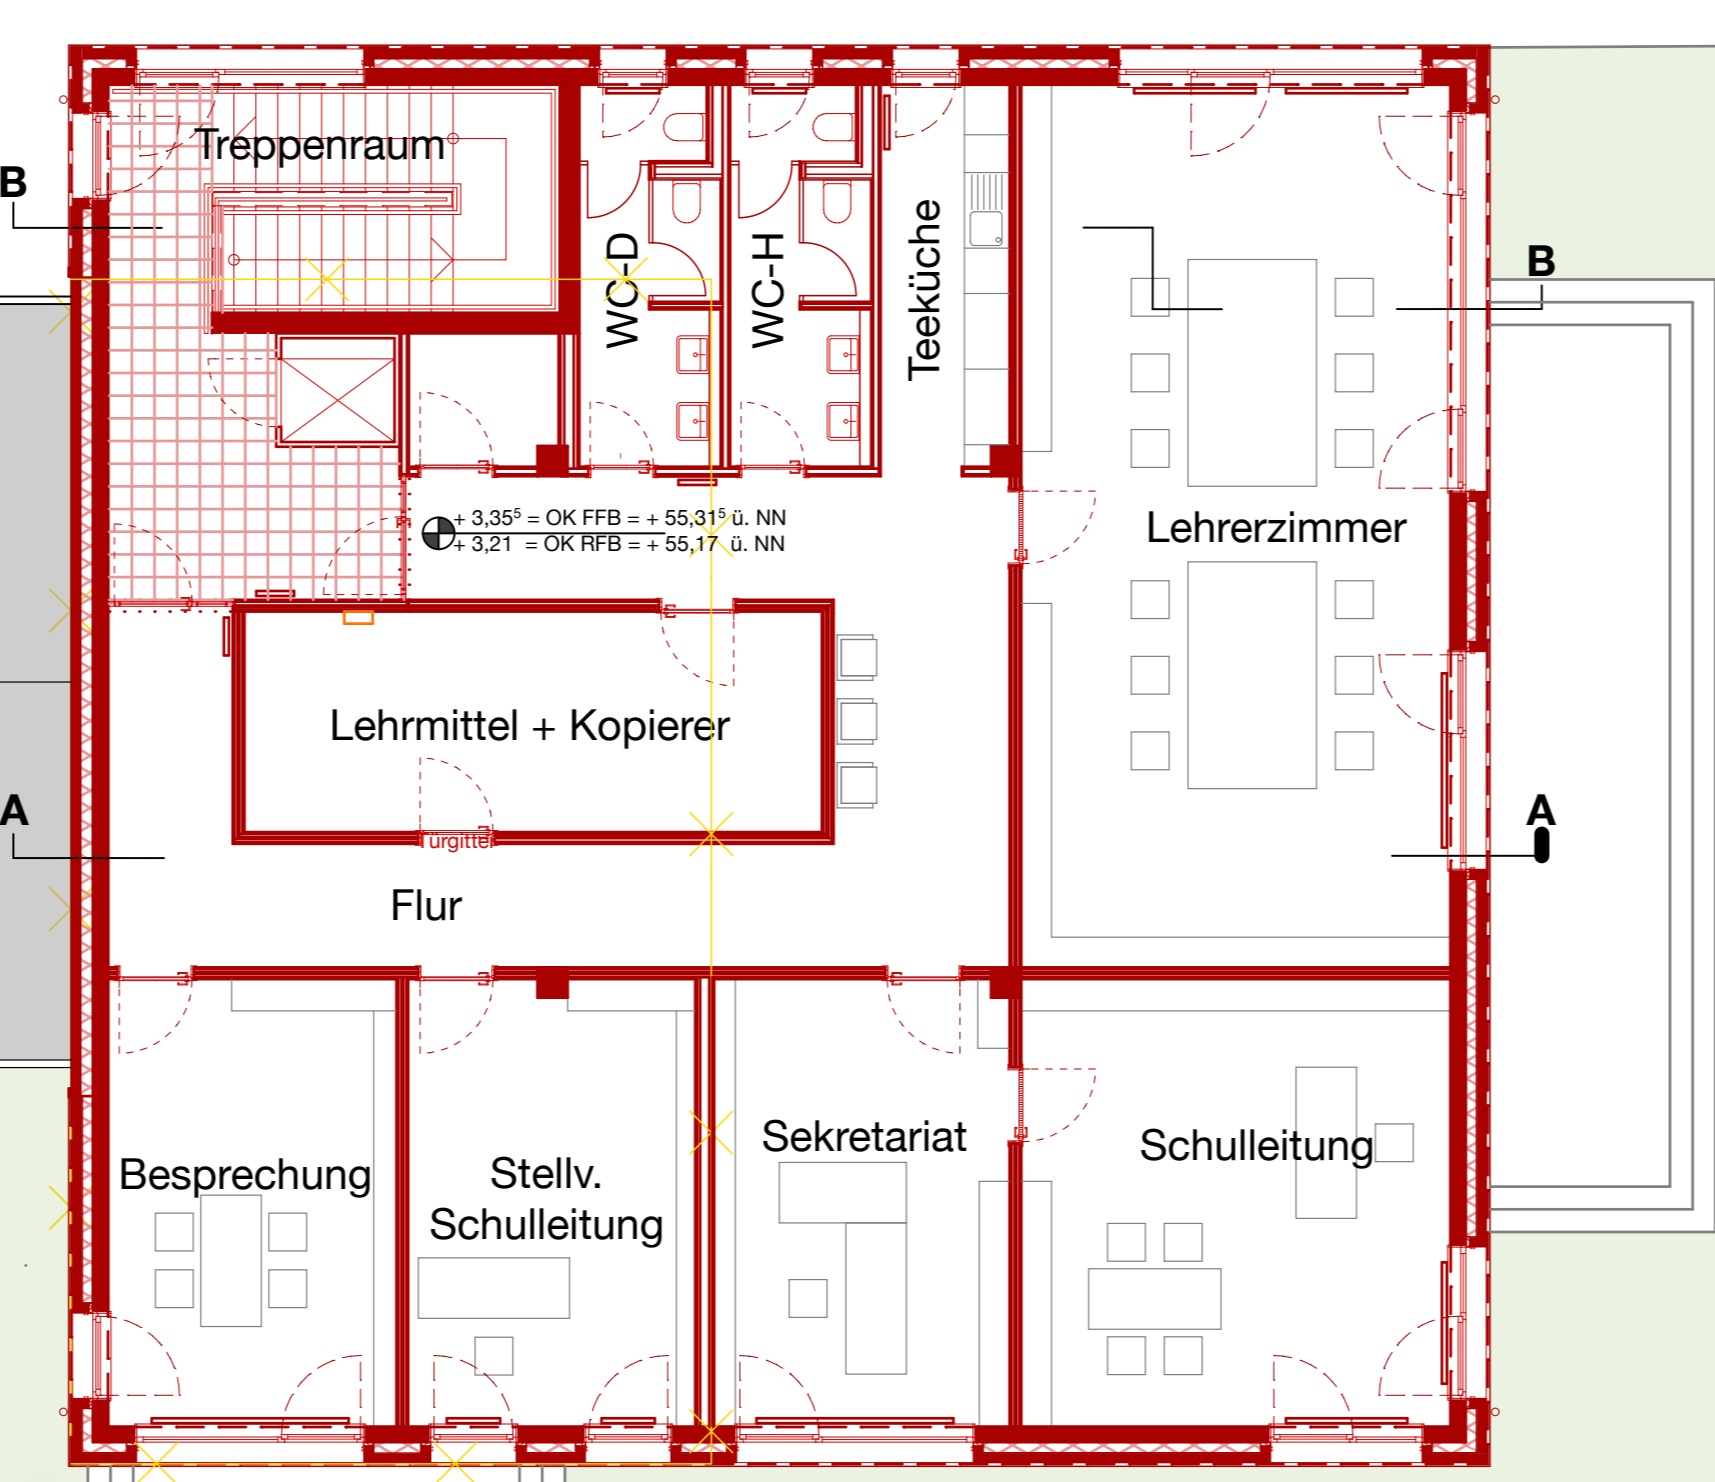 Treppenraum
B
WC-D
WC-H
Teeküche
B
+ 3,35⁵ = OK FFB = + 55,31⁵ ü. NN
+ 3,21 = OK RFB = + 55,17 ü. NN
Lehrerzimmer
Lehrmittel + Kopierer
A
A
Türgitter
Flur
Besprechung
Stellv.
Schulleitung
Sekretariat
Schulleitung